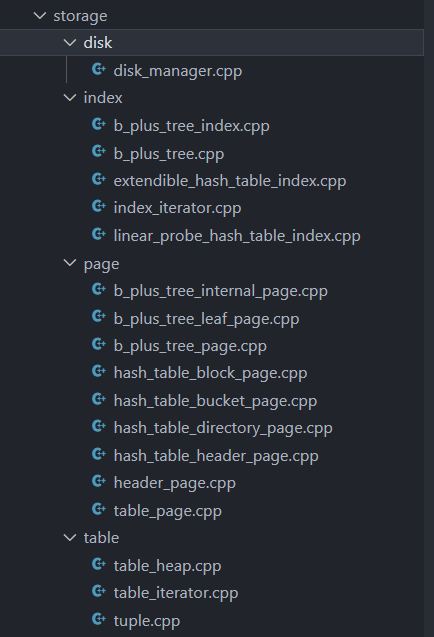 storage
disk
disk_manager.cpp
index
b_plus_tree_index.cpp
b_plus_tree.cpp
extendible_hash_table_index.cpp
index_iterator.cpp
linear_probe_hash_table_index.cpp
page
b_plus_tree_internal_page.cpp
b_plus_tree_leaf_page.cpp
b_plus_tree_page.cpp
hash_table_block_page.cpp
hash_table_bucket_page.cpp
hash_table_directory_page.cpp
hash_table_header_page.cpp
header_page.cpp
table_page.cpp
table
table_heap.cpp
table_iterator.cpp
tuple.cpp